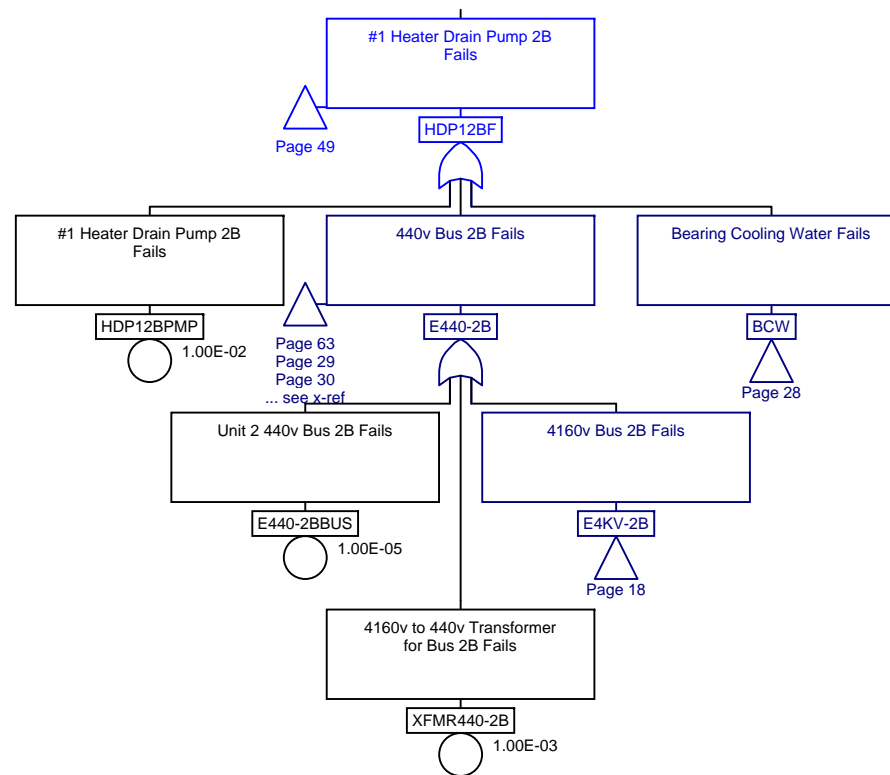 #1 Heater Drain Pump 2B
Fails
Page 49
HDP12BF
#1 Heater Drain Pump 2B
Fails
HDP12BPMP
1.00E-02
440v Bus 2B Fails
Page 63
Page 29
Page 30
... see x-ref
E440-2B
Bearing Cooling Water Fails
BCW
Page 28
Unit 2 440v Bus 2B Fails
E440-2BBUS
1.00E-05
4160v Bus 2B Fails
E4KV-2B
Page 18
4160v to 440v Transformer
for Bus 2B Fails
XFMR440-2B
1.00E-03